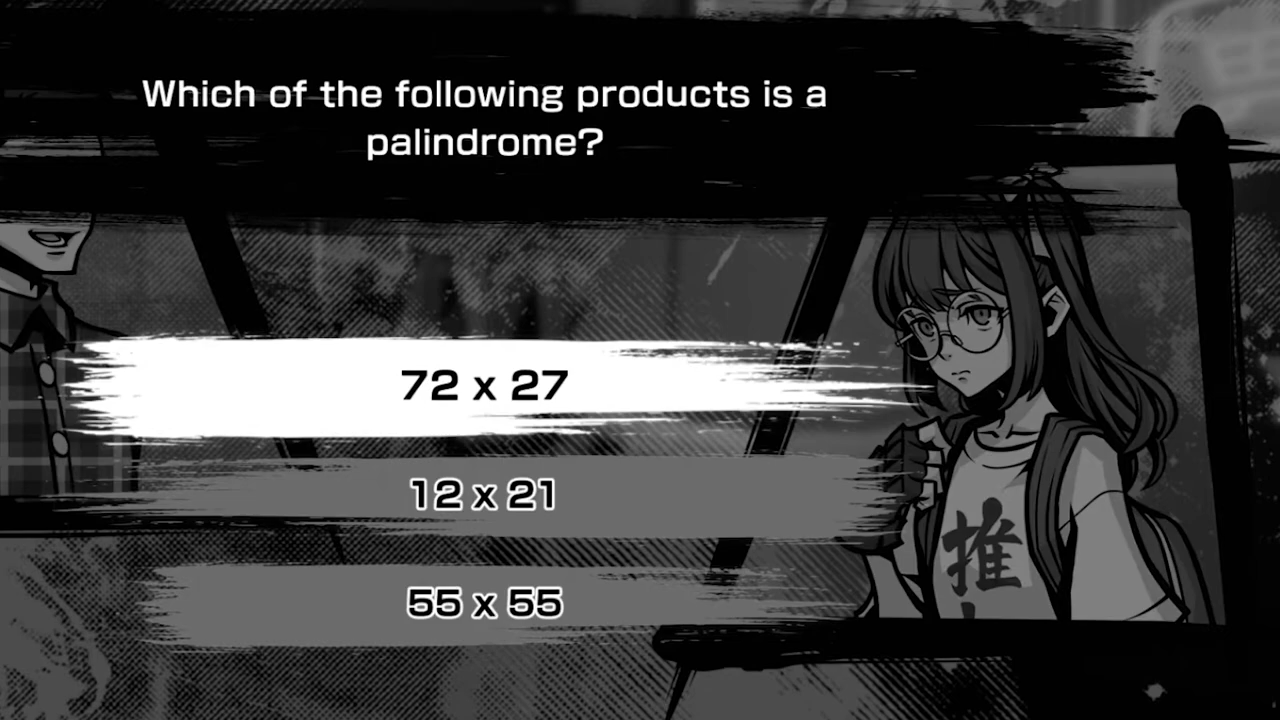 Which of the following products is a
palindrome?
72 x 27
12 x 21
55 x 55
推